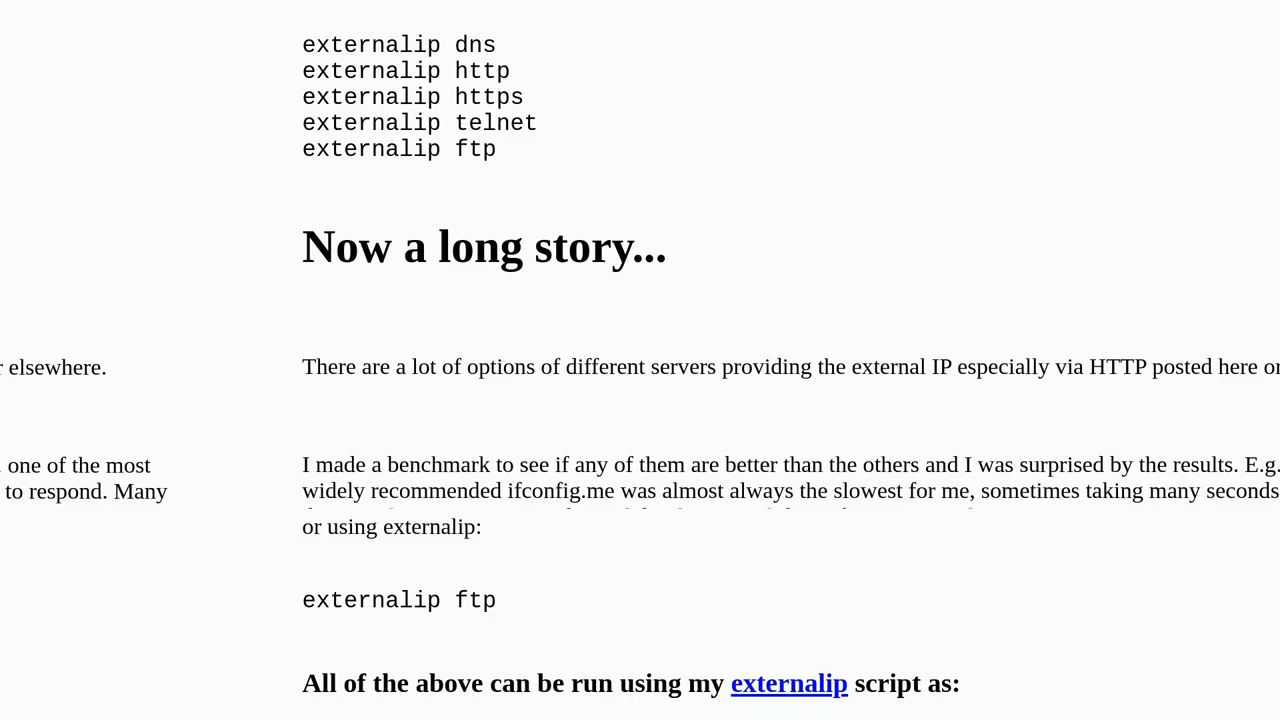 externalip dns
externalip http
externalip https
externalip telnet
externalip ftp
Now a long story...
elsewhere.
There are a lot of options of different servers providing the external IP especially via HTTP posted here or
one of the most
I made a benchmark to see if any of them are better than the others and I was surprised by the results. E.g.
to respond. Many
widely recommended ifconfig.me was almost always the slowest for me, sometimes taking many seconds
or using externalip:
externalip ftp
All of the above can be run using my externalip script as: